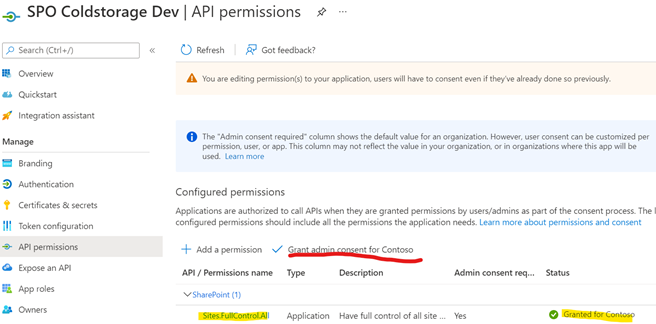 SPO Coldstorage Dev | API permissions
Search (Ctrl+/)
Overview
Quickstart
Integration assistant
Manage
Branding
Authentication
Certificates & secrets
Token configuration
API permissions
Expose an API
App roles
Owners
Refresh
Got feedback?
You are editing permission(s) to your application, users will have to consent even if they've already done so previously.
The "Admin consent required" column shows the default value for an organization. However, user consent can be customized per
permission, user, or app. This column may not reflect the value in your organization, or in organizations where this app will be
used. Learn more
Configured permissions
Applications are authorized to call APIs when they are granted permissions by users/admins as part of the consent process. The l
configured permissions should include all the permissions the application needs. Learn more about permissions and consent
Add a permission
Grant admin consent for Contoso
API / Permissions name Type Description Admin consent req... Status
SharePoint (1)
Sites.FullControl.All Application Have full control of all site ... Yes Granted for Contoso